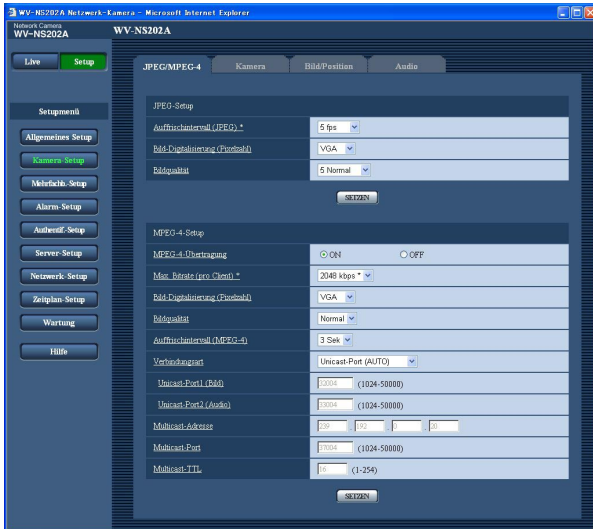 WV-NS202A Netzwerk-Kamera - Microsoft Internet Explorer
Network Camera
WV-NS202A
WV-NS202A
Live Setup
JPEG/MPEG-4 Kamera Bild/Position Audio
Setupmenü
Allgemeines Setup
Kamera-Setup
Mehrfachb.-Setup
Alarm-Setup
Authentif.-Setup
Server-Setup
Netzwerk-Setup
Zeitplan-Setup
Wartung
Hilfe
JPEG-Setup
Auffrischintervall (JPEG) * 5 fps
Bild-Digitalisierung (Pixelzahl) VGA
Bildqualität 5 Normal
SETZEN
MPEG-4-Setup
MPEG-4-Übertragung ON OFF
Max. Bitrate (pro Client) * 2048 kbps *
Bild-Digitalisierung (Pixelzahl) VGA
Bildqualität Normal
Auffrischintervall (MPEG-4) 3 Sek
Verbindungsart Unicast-Port (AUTO)
Unicast-Port1 (Bild) 32004 (1024-50000)
Unicast-Port2 (Audio) 33004 (1024-50000)
Multicast-Adresse 239 . 192 . 0 . 20
Multicast-Port 37004 (1024-50000)
Multicast-TTL 16 (1-254)
SETZEN